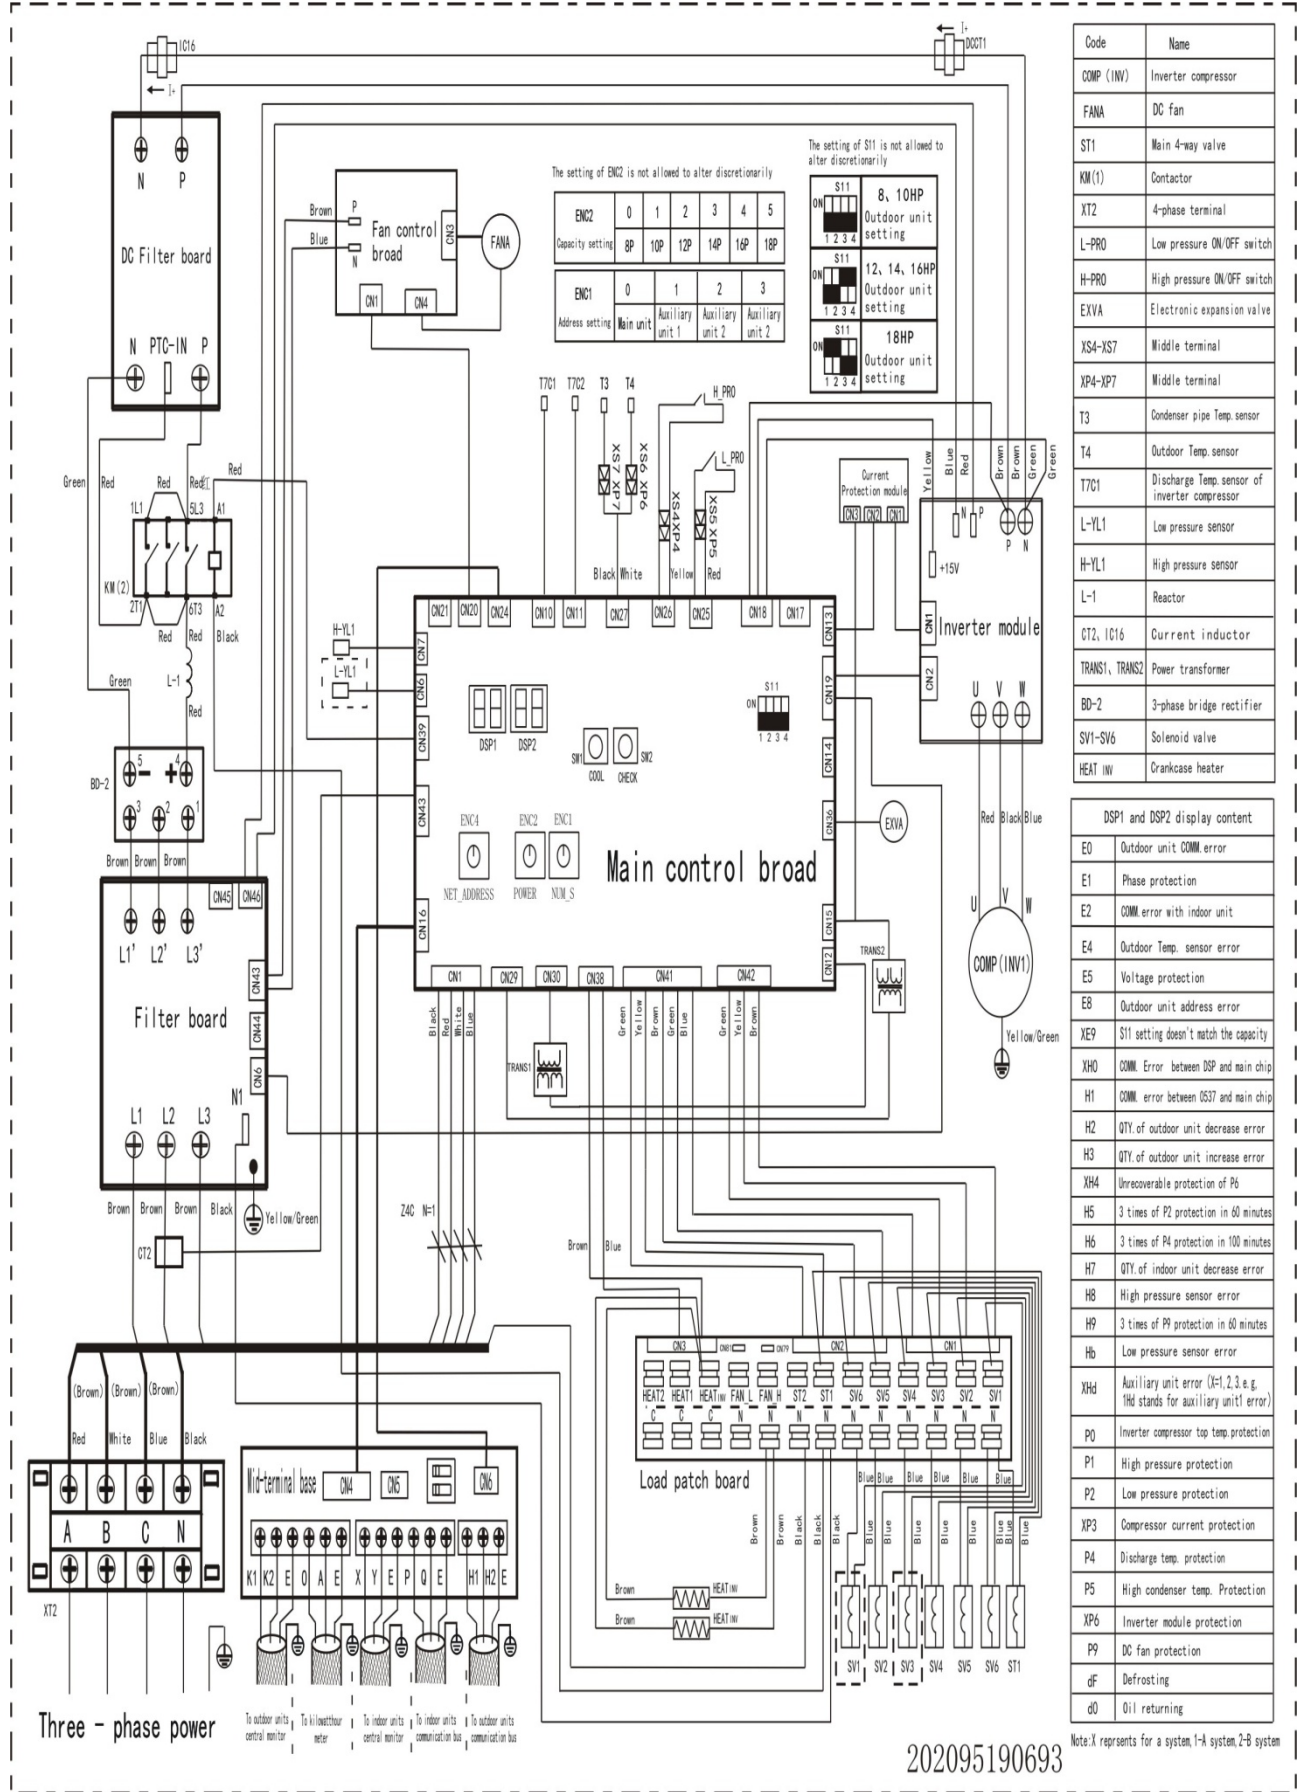 IC16
I+
DCCT1
I+
N P
DC Filter board
N PTC-IN P
Green
Red
Red
Red
Red
1L1
5L3
A1
KM(2)
2T1
6T3
A2
Red
Red
Black
L-1
Red
Green
BD-2
5
4
3
2
1
Brown Brown Brown
CN45
CN46
L1' L2' L3'
Filter board
CN43
CN44
CN6
N1
L1 L2 L3
Brown Brown Brown Black
Yellow/Green
CT2
(Brown) (Brown) (Brown)
Red White Blue Black
A B C N
XT2
Three - phase power
Brown
Blue
P
N
Fan control
broad
CN3
CN1
CN4
FANA
The setting of ENC2 is not allowed to alter discretionarily
ENC2 0 1 2 3 4 5
Capacity setting 8P 10P 12P 14P 16P 18P
ENC1 0 1 2 3
Address setting Main unit Auxiliary unit 1 Auxiliary unit 2 Auxiliary unit 2
The setting of S11 is not allowed to
alter discretionarily
S11
ON
1 2 3 4
8、10HP
Outdoor unit
setting
S11
ON
1 2 3 4
12、14、16HP
Outdoor unit
setting
S11
ON
1 2 3 4
18HP
Outdoor unit
setting
T7C1 T7C2 T3 T4
H_PRO
L_PRO
XS7 XP7
XS6 XP6
XS4XP4
XS5 XP5
Black White
Yellow
Red
Current
Protection module
CN3 CN2 CN1
Yellow
Blue
Red
Brown
Brown
Green
Green
N P
P N
+15V
CN1
CN2
Inverter module
U V W
Red Black Blue
U V W
COMP(INV1)
Yellow/Green
H-YL1
L-YL1
CN21 CN20 CN24 CN10 CN11 CN27 CN26 CN25 CN18 CN17
CN7
CN6
CN39
CN43
CN16
CN13
CN19
CN14
CN36
CN15
CN12
DSP1 DSP2
SW1
COOL
SW2
CHECK
S11
ON
1 2 3 4
ENC4
NET_ADDRESS
ENC2
POWER
ENC1
NUM_S
Main control broad
EXVA
TRANS2
CN1 CN29 CN30 CN38 CN41 CN42
Black
Red
White
Blue
TRANS1
Green
Yellow
Brown
Green
Blue
Green
Yellow
Brown
Z4C N=1
Brown
Blue
CN3 CN81 CN79 CN2 CN1
HEAT2 HEAT1 HEATINV FAN_L FAN_H ST2 ST1 SV6 SV5 SV4 SV3 SV2 SV1
C C C N N N N N N N N N N
Load patch board
Brown
Brown
Black
Black
Black
Blue Blue Blue Blue Blue Blue
Blue
Blue
Blue
Blue
Blue
Blue
Blue
Blue
Brown
HEAT INV
Brown
HEAT INV
SV1 SV2 SV3 SV4 SV5 SV6 ST1
Mid-terminal base
CN4
CN5
CN6
K1 K2 E O A E X Y E P Q E H1 H2 E
To outdoor units
central monitor
To kilowatthour
meter
To indoor units
central monitor
To indoor units
communication bus
To outdoor units
communication bus
202095190693
Code Name
COMP (INV) Inverter compressor
FANA DC fan
ST1 Main 4-way valve
KM(1) Contactor
XT2 4-phase terminal
L-PRO Low pressure ON/OFF switch
H-PRO High pressure ON/OFF switch
EXVA Electronic expansion valve
XS4-XS7 Middle terminal
XP4-XP7 Middle terminal
T3 Condenser pipe Temp. sensor
T4 Outdoor Temp. sensor
T7C1 Discharge Temp. sensor of
inverter compressor
L-YL1 Low pressure sensor
H-YL1 High pressure sensor
L-1 Reactor
CT2、IC16 Current inductor
TRANS1、TRANS2 Power transformer
BD-2 3-phase bridge rectifier
SV1-SV6 Solenoid valve
HEAT INV Crankcase heater
DSP1 and DSP2 display content
E0 Outdoor unit COMM. error
E1 Phase protection
E2 COMM. error with indoor unit
E4 Outdoor Temp. sensor error
E5 Voltage protection
E8 Outdoor unit address error
XE9 S11 setting doesn't match the capacity
XH0 COMM. Error between DSP and main chip
H1 COMM. error between 0537 and main chip
H2 QTY. of outdoor unit decrease error
H3 QTY. of outdoor unit increase error
XH4 Unrecoverable protection of P6
H5 3 times of P2 protection in 60 minutes
H6 3 times of P4 protection in 100 minutes
H7 QTY. of indoor unit decrease error
H8 High pressure sensor error
H9 3 times of P9 protection in 60 minutes
Hb Low pressure sensor error
XHd Auxiliary unit error (X=1,2,3.e.g,
1Hd stands for auxiliary unit1 error)
P0 Inverter compressor top temp. protection
P1 High pressure protection
P2 Low pressure protection
XP3 Compressor current protection
P4 Discharge temp. protection
P5 High condenser temp. Protection
XP6 Inverter module protection
P9 DC fan protection
dF Defrosting
d0 Oil returning
Note:X reprsents for a system, 1-A system, 2-B system